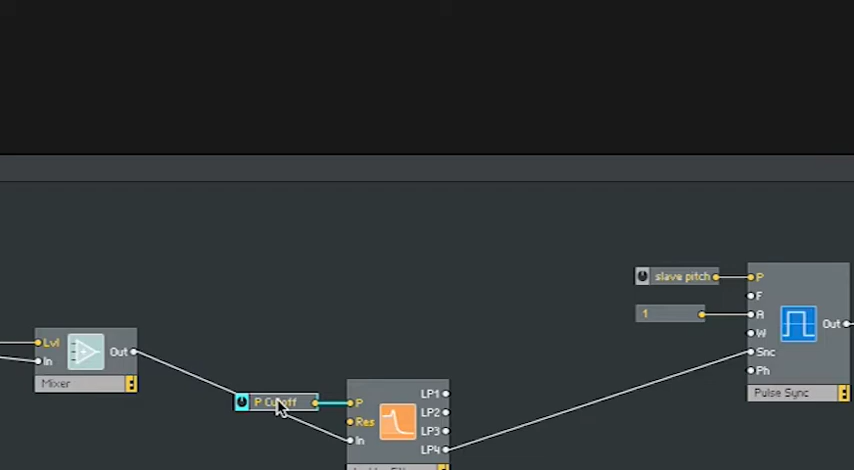 slave pitch
P
F
1
A
Out
W
Snc
Ph
Pulse Sync
Lvl
In
Out
Mixer
P Cutoff
P
Res
In
LP1
LP2
LP3
LP4